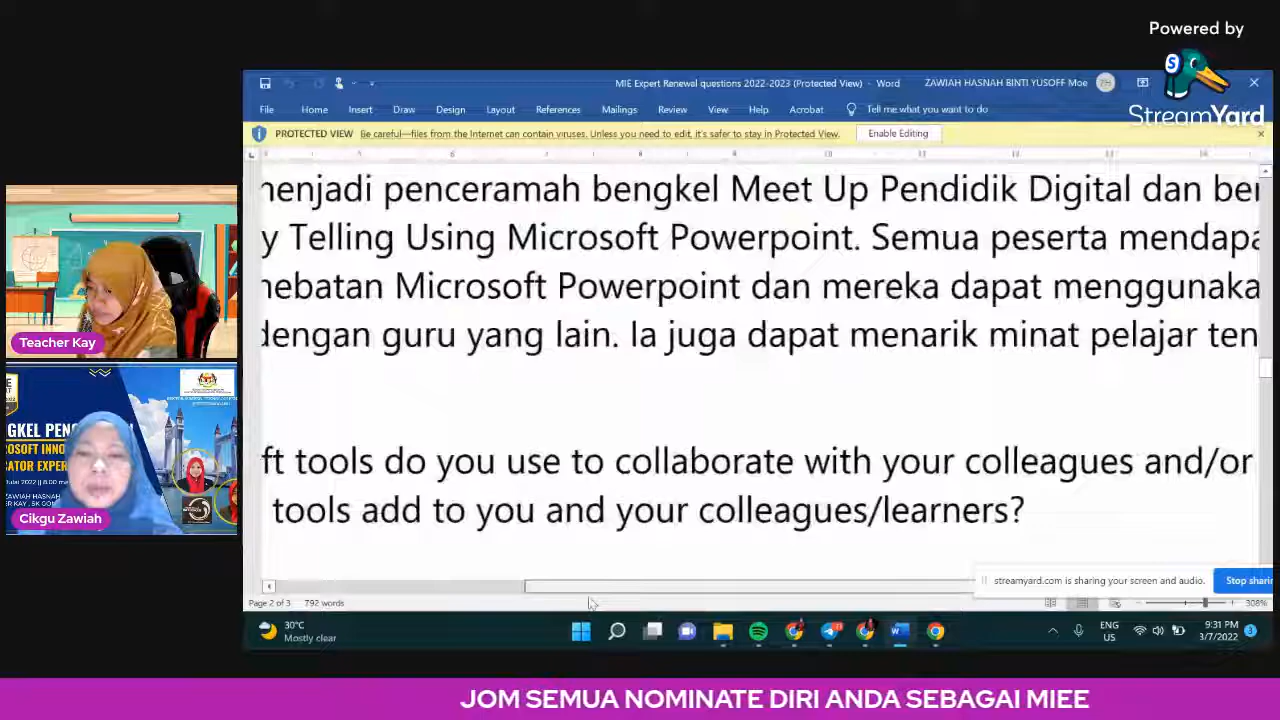 Powered by
StreamYard
MIE Expert Renewal questions 2022-2023 (Protected View) - Word
ZAWIAH HASNAH BINTI YUSOFF Moe
ZH
File Home Insert Draw Design Layout References Mailings Review View Help Acrobat Tell me what you want to do
PROTECTED VIEW Be careful—files from the Internet can contain viruses. Unless you need to edit, it's safer to stay in Protected View. Enable Editing
menjadi penceramah bengkel Meet Up Pendidik Digital dan ber
y Telling Using Microsoft Powerpoint. Semua peserta mendapa
hebatan Microsoft Powerpoint dan mereka dapat menggunaka
dengan guru yang lain. Ia juga dapat menarik minat pelajar ten
ft tools do you use to collaborate with your colleagues and/or
tools add to you and your colleagues/learners?
Teacher Kay
Cikgu Zawiah
streamyard.com is sharing your screen and audio. Stop sharin
Page 2 of 3 792 words
308%
30°C
Mostly clear
ENG
US
9:31 PM
3/7/2022
JOM SEMUA NOMINATE DIRI ANDA SEBAGAI MIEE